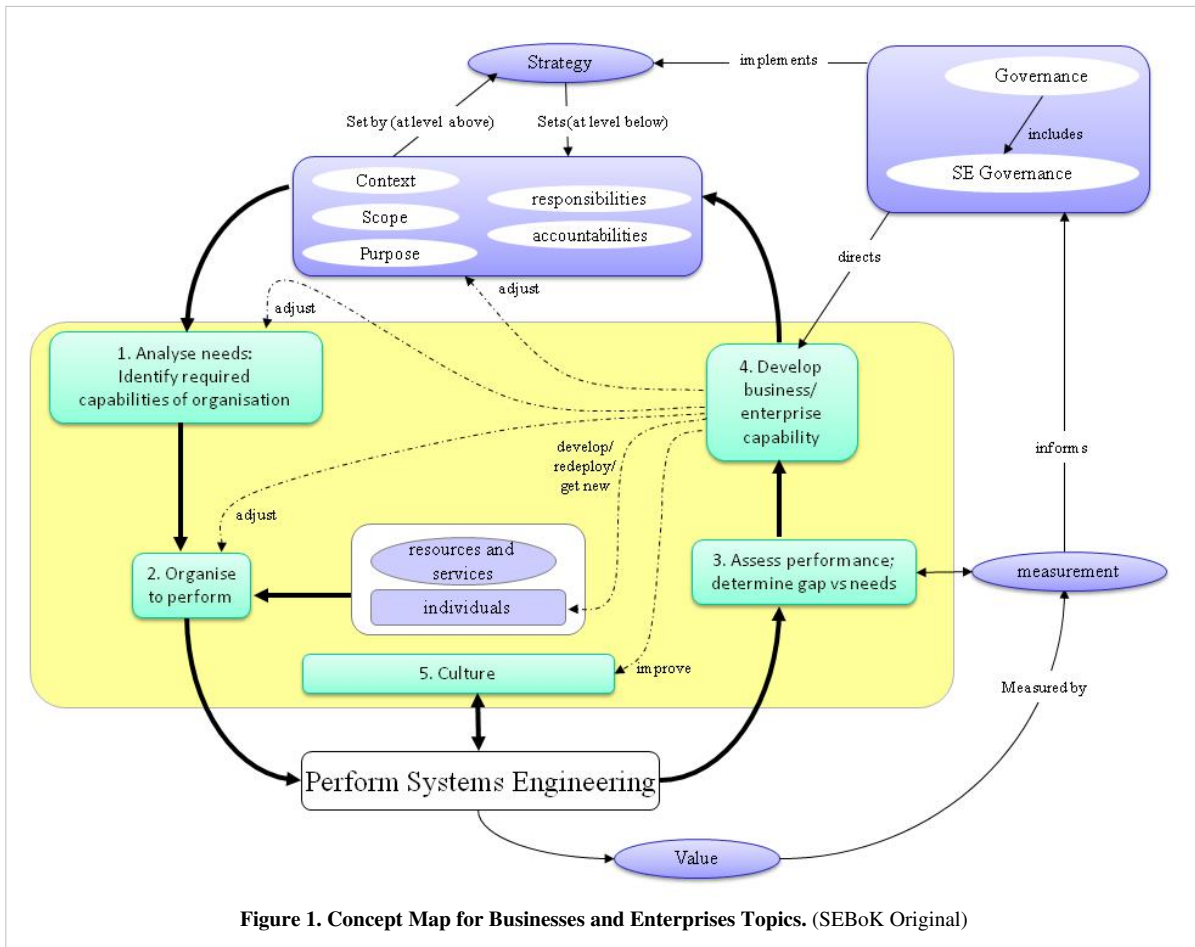 Strategy
implements
Governance
includes
SE Governance
Set by (at level above)
Sets(at level below)
Context
Scope
Purpose
responsibilities
accountabilities
directs
adjust
adjust
1. Analyse needs:
Identify required
capabilities of organisation
4. Develop
business/
enterprise
capability
develop/
redeploy/
get new
informs
adjust
2. Organise
to perform
resources and
services
individuals
3. Assess performance;
determine gap vs needs
measurement
5. Culture
improve
Measured by
Perform Systems Engineering
Value
Figure 1. Concept Map for Businesses and Enterprises Topics. (SEBoK Original)